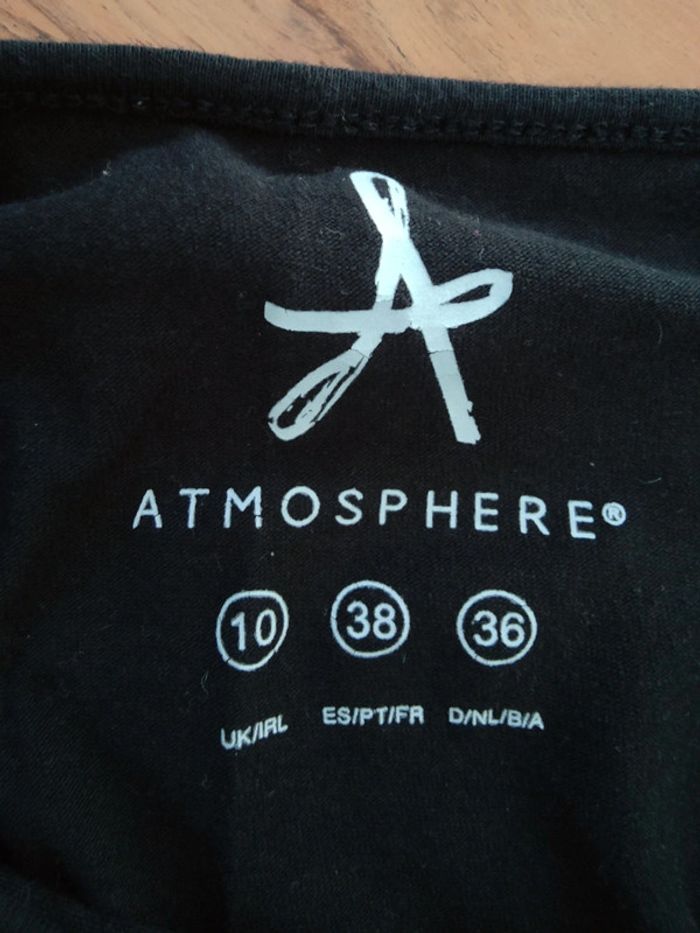 ATMOSPHERE®
10 38 36
UK/IRL ES/PT/FR D/NL/B/A